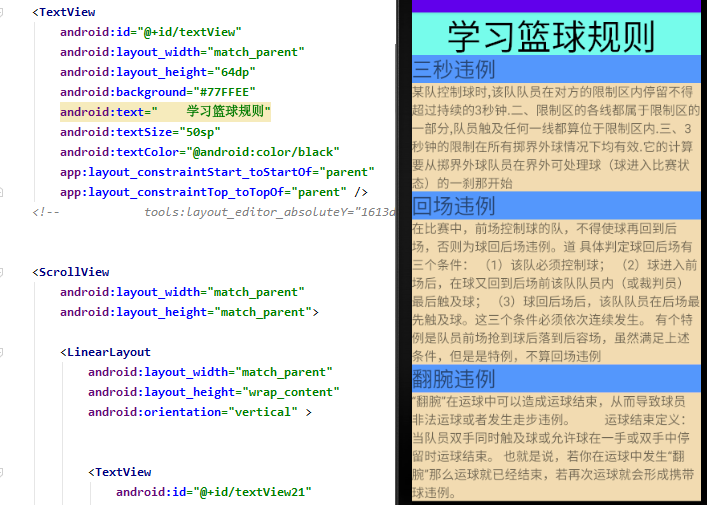 <TextView
android:id="@+id/textView"
android:layout_width="match_parent"
android:layout_height="64dp"
android:background="#77FFEE"
android:text="    学习篮球规则"
android:textSize="50sp"
android:textColor="@android:color/black"
app:layout_constraintStart_toStartOf="parent"
app:layout_constraintTop_toTopOf="parent" />
<!--            tools:layout_editor_absoluteY="1613d
<ScrollView
android:layout_width="match_parent"
android:layout_height="match_parent">
<LinearLayout
android:layout_width="match_parent"
android:layout_height="wrap_content"
android:orientation="vertical" >
<TextView
android:id="@+id/textView21"
学习篮球规则
三秒违例
某队控制球时,该队队员在对方的限制区内停留不得
超过持续的3秒钟.二、限制区的各线都属于限制区的
一部分,队员触及任何一线都算位于限制区内.三、3
秒钟的限制在所有掷界外球情况下均有效.它的计算
要从掷界外球队员在界外可处理球（球进入比赛状
态）的一刹那开始
回场违例
在比赛中，前场控制球的队，不得使球再回到后
场，否则为球回后场违例。道 具体判定球回后场有
三个条件： （1）该队必须控制球； （2）球进入前
场后，在球又回到后场前该队队员内（或裁判员）
最后触及球； （3）球回后场后，该队队员在后场最
先触及球。这三个条件必须依次连续发生。 有个特
例是队员前场抢到球后落到后容场，虽然满足上述
条件，但是是特例，不算回场违例
翻腕违例
“翻腕”在运球中可以造成运球结束，从而导致球员
非法运球或者发生走步违例。    运球结束定义：
当队员双手同时触及球或允许球在一手或双手中停
留时运球结束。 也就是说，若你在运球中发生“翻
腕”那么运球就已经结束，若再次运球就会形成携带
球违例。